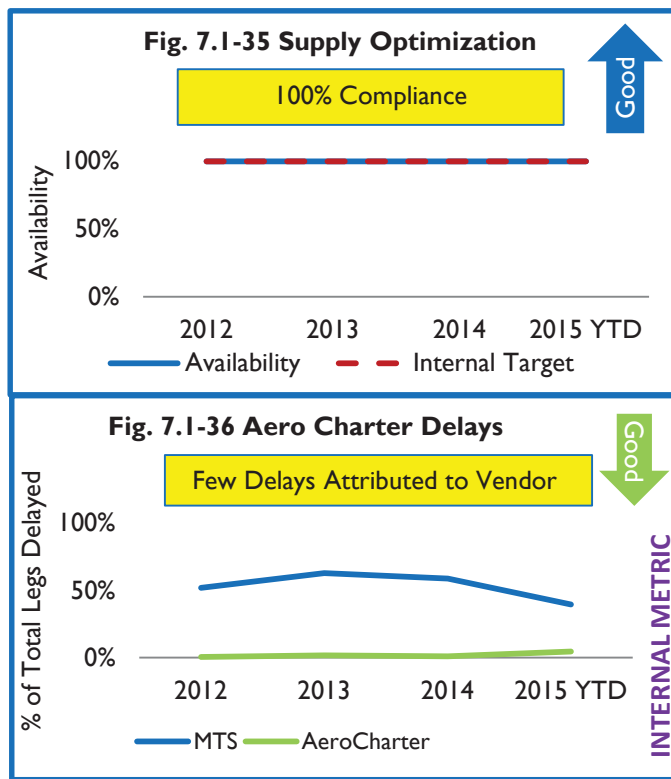 Fig. 7.1-35 Supply Optimization
Good
100% Compliance
Availability
100%
50%
0%
2012 2013 2014 2015 YTD
Availability Internal Target
Fig. 7.1-36 Aero Charter Delays
Good
Few Delays Attributed to Vendor
% of Total Legs Delayed
100%
50%
0%
2012 2013 2014 2015 YTD
MTS AeroCharter
INTERNAL METRIC